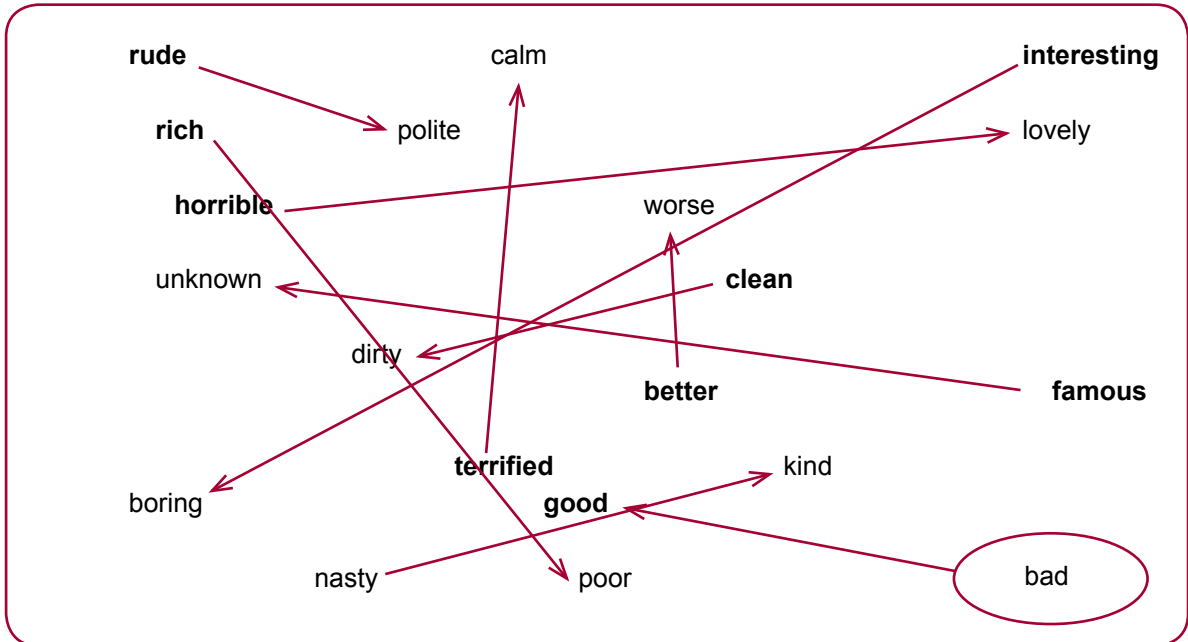 rude calm interesting
rich polite lovely
horrible worse
unknown clean
dirty
better famous
terrified kind
boring good
nasty poor bad